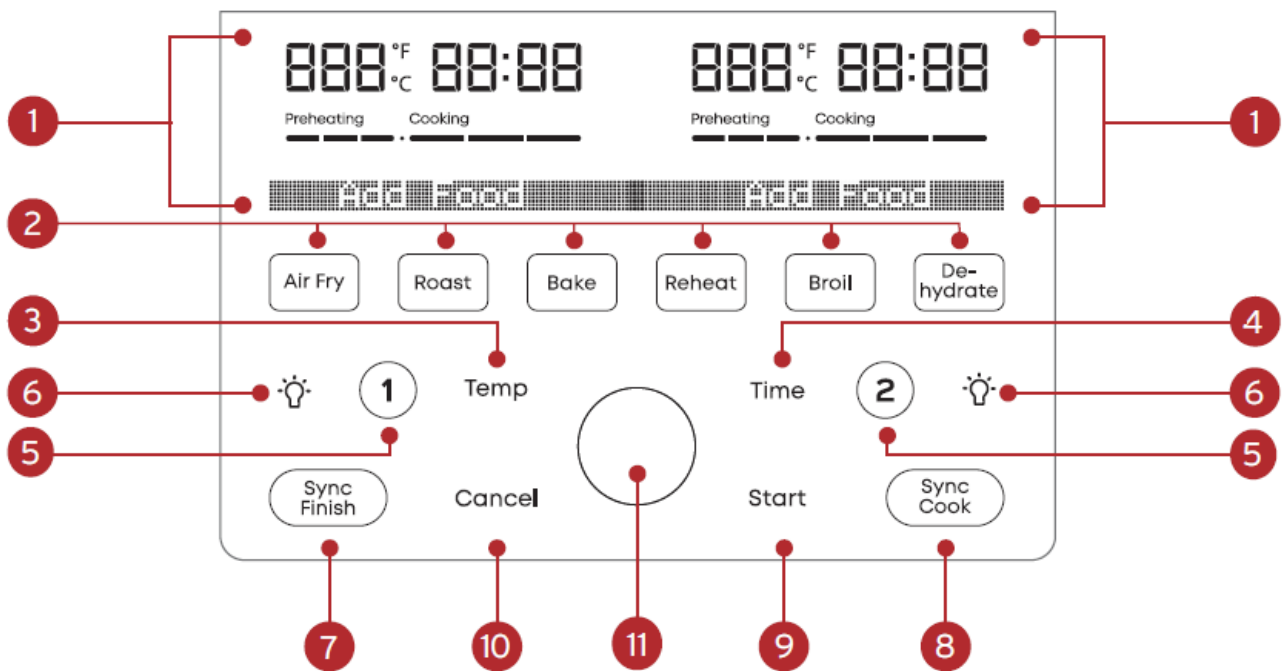 888 °F °C 88:88 888 °F °C 88:88
Preheating Cooking Preheating Cooking
1 1
Add Food Add Food
2
Air Fry Roast Bake Reheat Broil De-
hydrate
3 4
6 1 Temp Time 2 6
5 5
Sync
Finish Cancel Start Sync
Cook
7 10 11 9 8